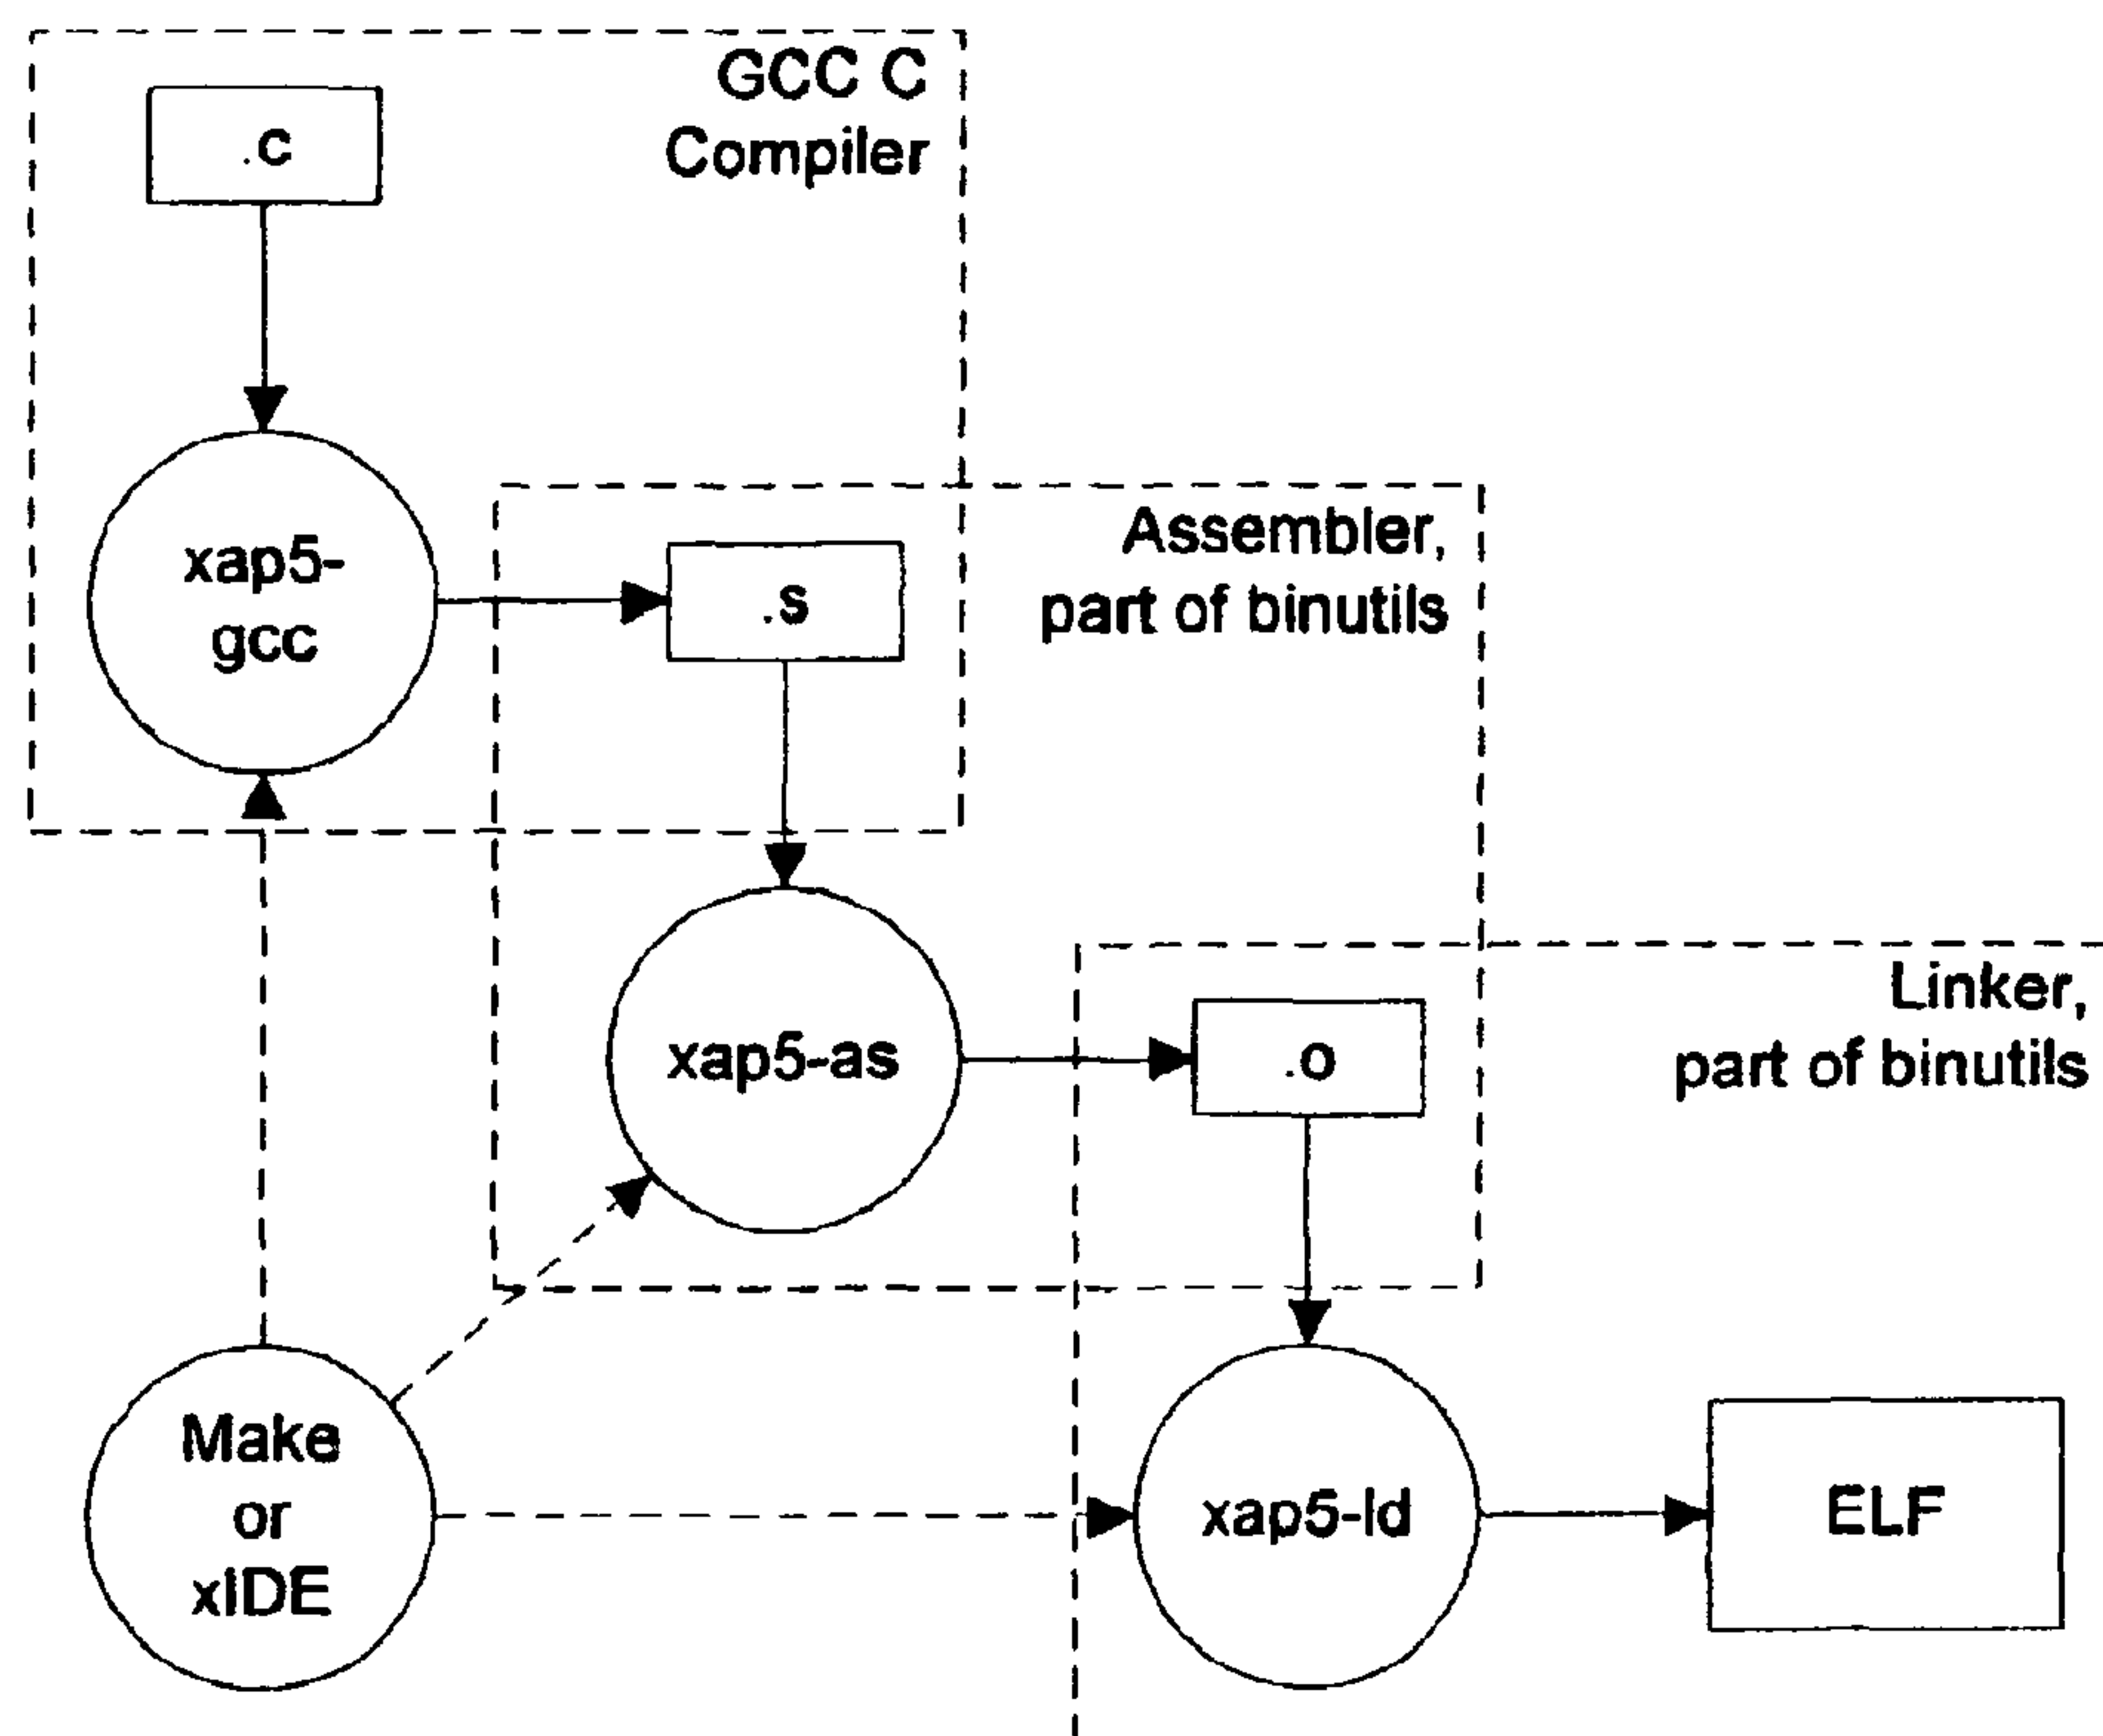 GCC C
Compiler
.c
xap5-
gcc
Assembler,
part of binutils
.s
Linker,
part of binutils
xap5-as
.o
Make
or
xIDE
xap5-ld
ELF